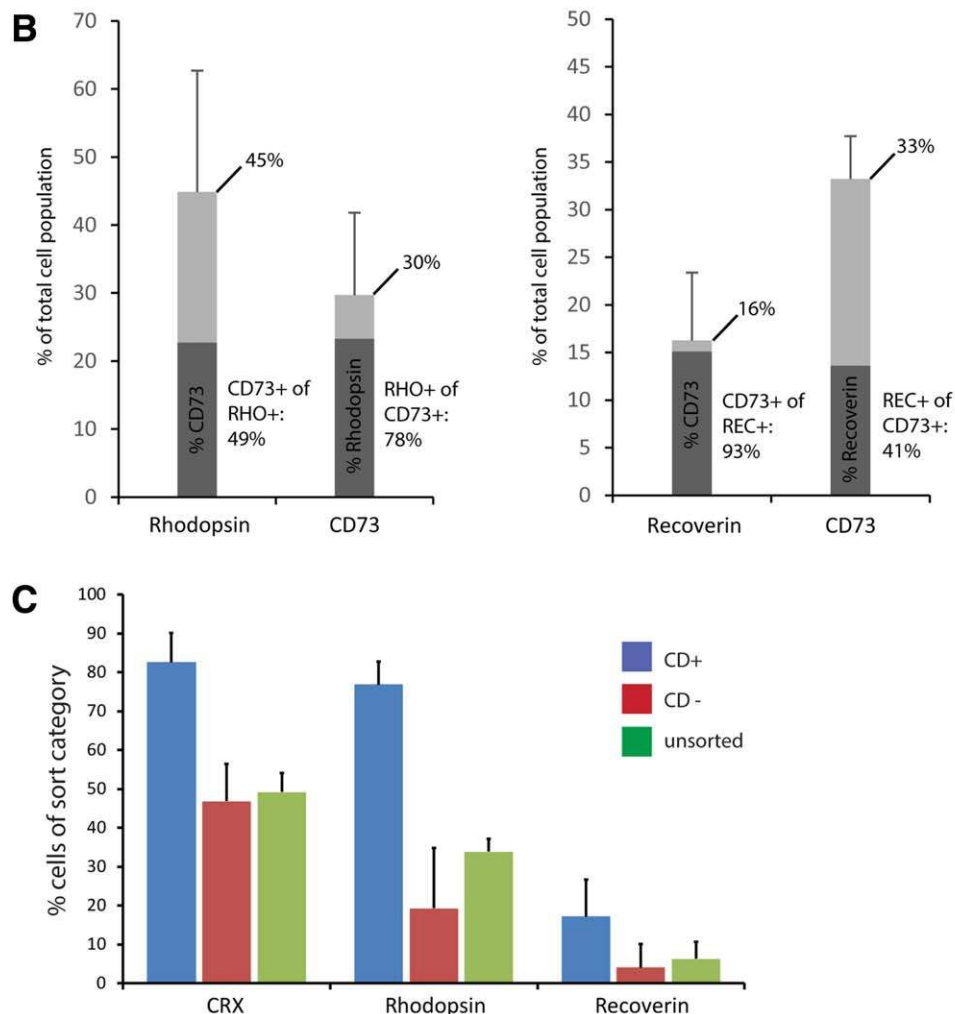 B
70
60
50
40
30
20
10
0
% of total cell population
45%
30%
% CD73
CD73+ of
RHO+:
49%
% Rhodopsin
RHO+ of
CD73+:
78%
Rhodopsin
CD73
50
45
40
35
30
25
20
15
10
5
0
% of total cell population
16%
33%
% CD73
CD73+ of
REC+:
93%
% Recoverin
REC+ of
CD73+:
41%
Recoverin
CD73
C
100
90
80
70
60
50
40
30
20
10
0
% cells of sort category
CD+
CD -
unsorted
CRX
Rhodopsin
Recoverin